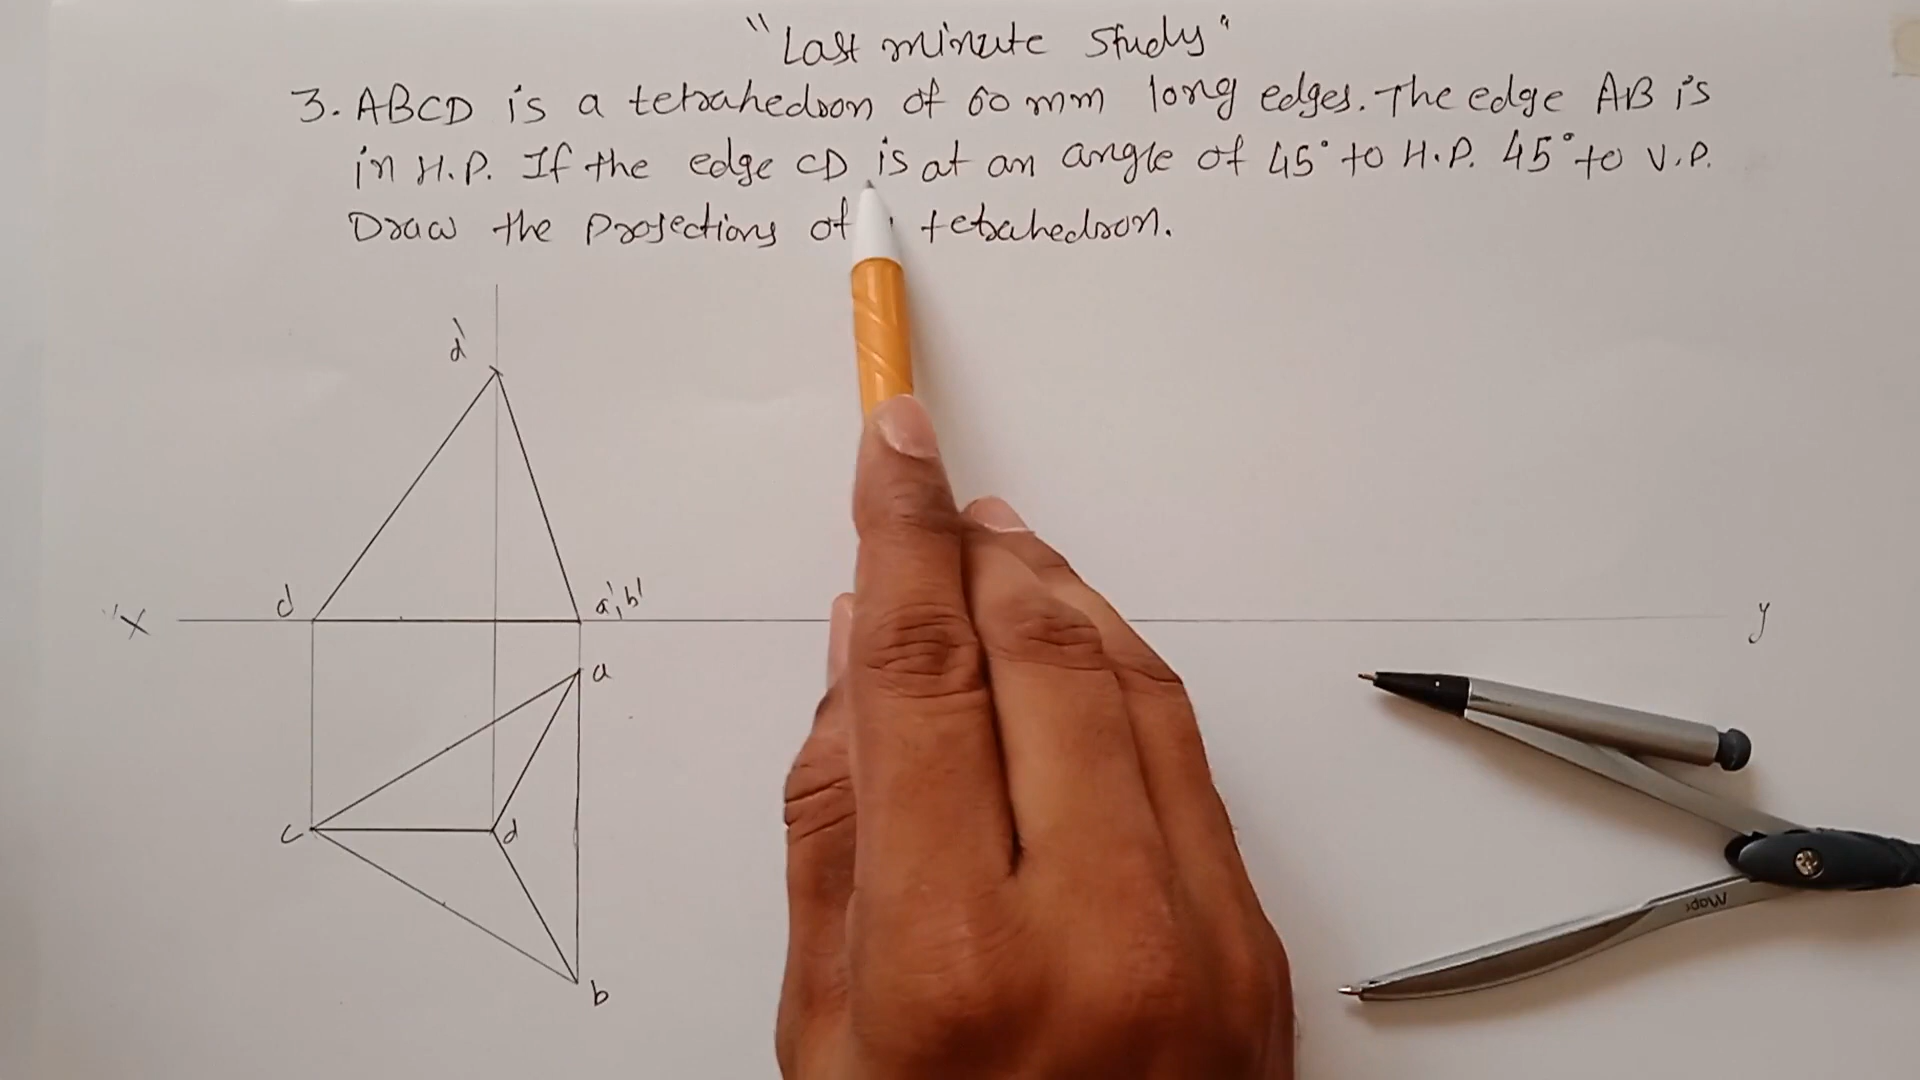 "Last minute study"
3. ABCD is a tetrahedron of 60 mm long edges. The edge AB is
in H.P. If the edge CD is at an angle of 45° to H.P. 45° to V.P.
Draw the projections of tetrahedron.
d'
d
a', b'
X
y
a
c
d
b
Maps